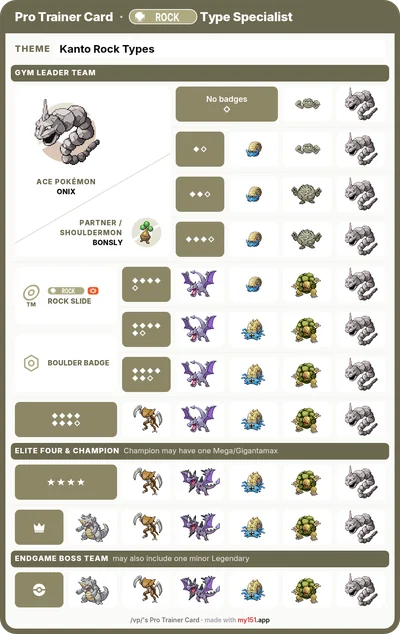 Pro Trainer Card · ROCK Type Specialist
THEME Kanto Rock Types
GYM LEADER TEAM
No badges
ACE POKÉMON
ONIX
PARTNER /
SHOULDERMON
BONSLY
TM
ROCK
ROCK SLIDE
BOULDER BADGE
ELITE FOUR & CHAMPION Champion may have one Mega/Gigantamax
ENDGAME BOSS TEAM may also include one minor Legendary
/vp/'s Pro Trainer Card · made with my151.app